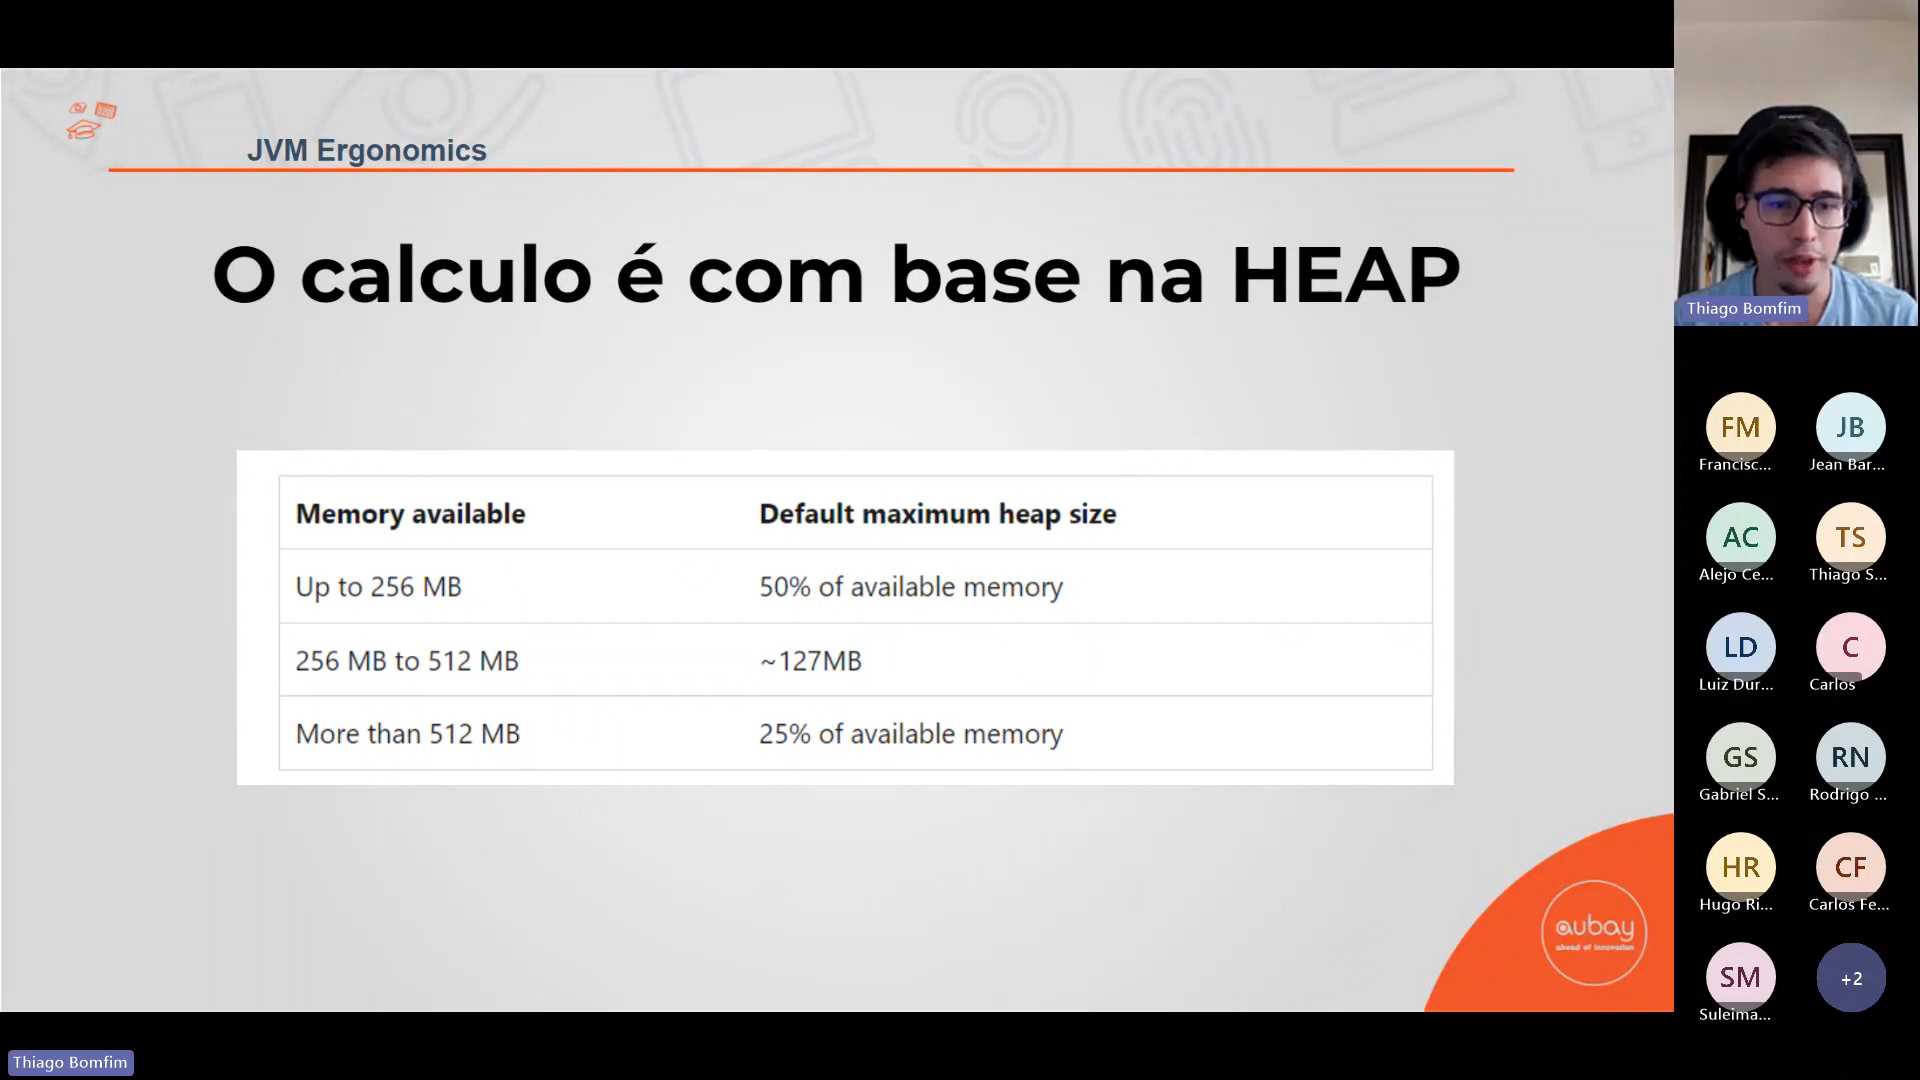 JVM Ergonomics
O calculo é com base na HEAP
Memory available Default maximum heap size
Up to 256 MB 50% of available memory
256 MB to 512 MB ~127MB
More than 512 MB 25% of available memory
aubay
ahead of innovation
Thiago Bomfim
FM JB
Francisc... Jean Bar...
AC TS
Alejo Ce... Thiago S...
LD C
Luiz Dur... Carlos
GS RN
Gabriel S... Rodrigo ...
HR CF
Hugo Ri... Carlos Fe...
SM +2
Suleima...
Thiago Bomfim